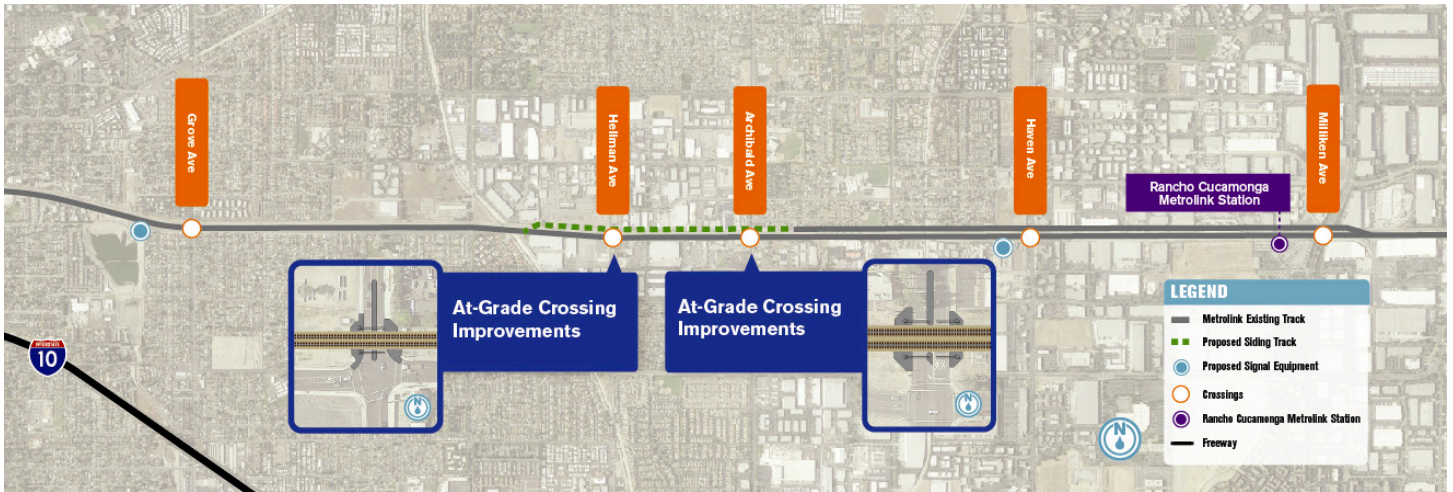 Grove Ave
Hellman Ave
Archibald Ave
Haven Ave
Milliken Ave
Rancho Cucamonga
Metrolink Station
At-Grade Crossing
Improvements
At-Grade Crossing
Improvements
INTERSTATE
10
N
N
N
LEGEND
Metrolink Existing Track
Proposed Siding Track
Proposed Signal Equipment
Crossings
Rancho Cucamonga Metrolink Station
Freeway